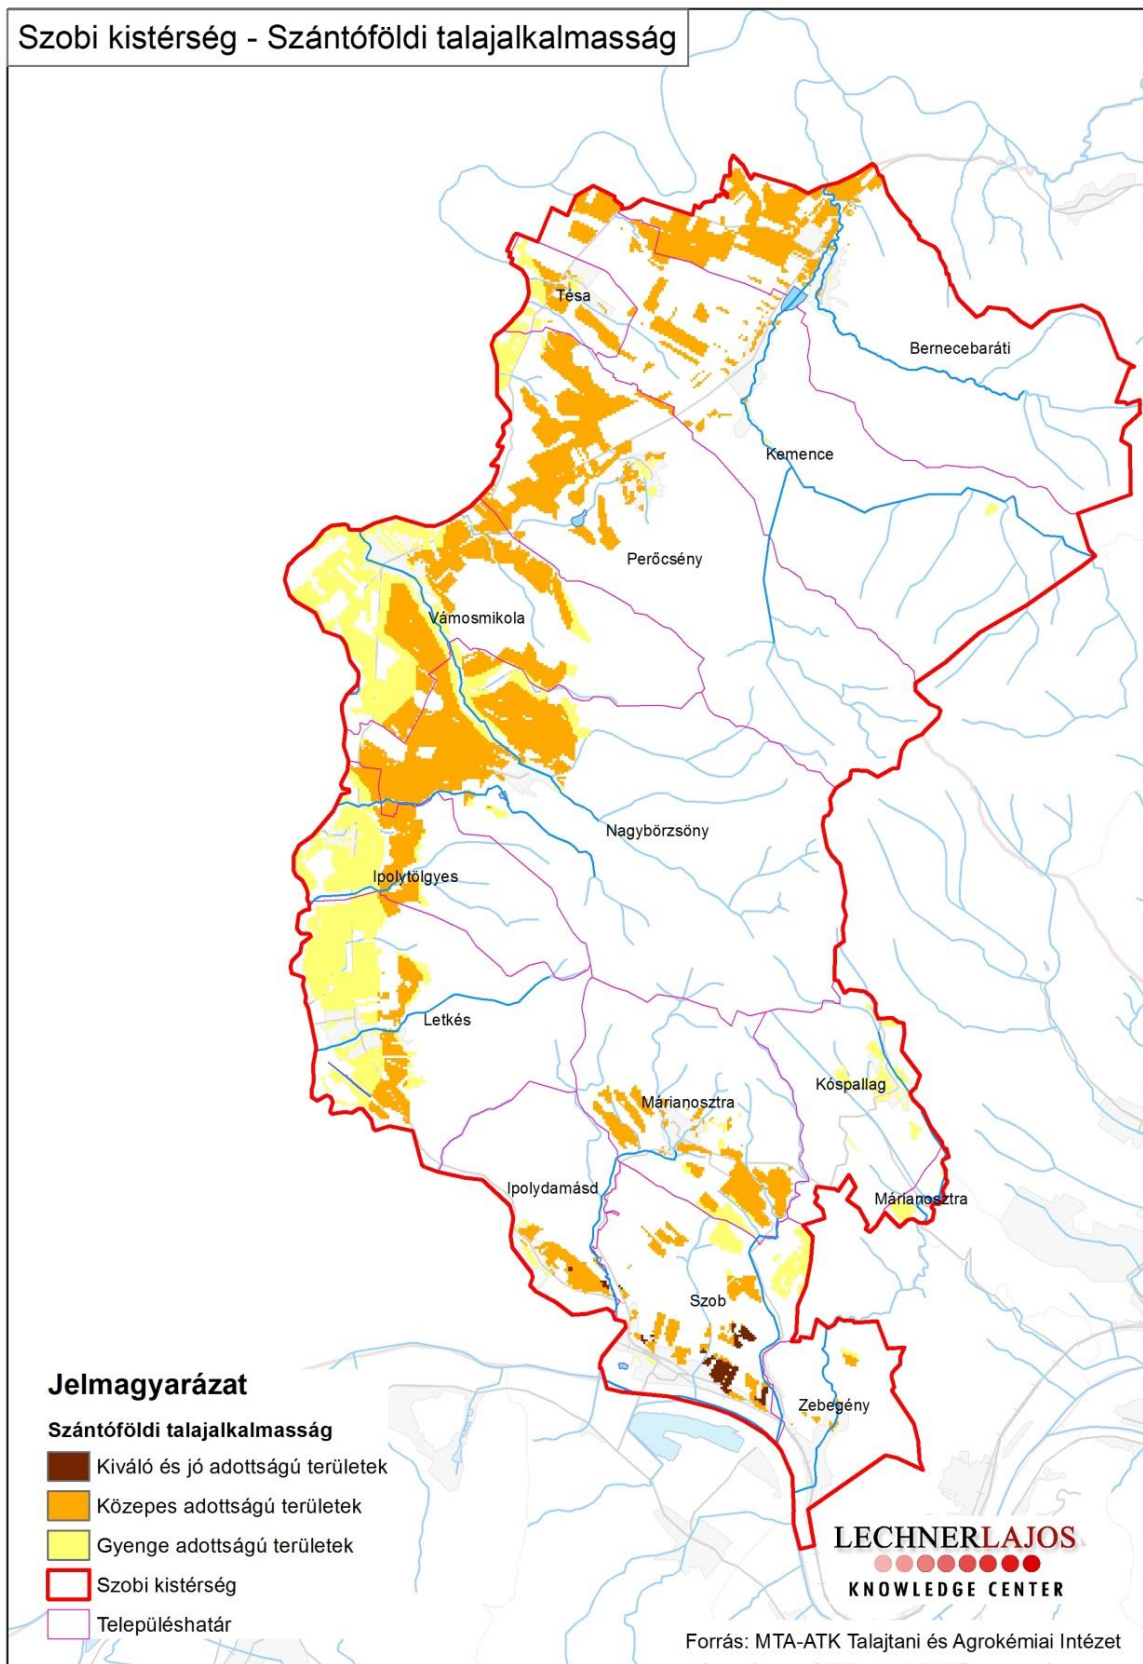 Szobi kistérség - Szántóföldi talajalkalmasság
Tésa
Bernecebaráti
Kemence
Perőcsény
Vámosmikola
Nagybörzsöny
Ipolytölgyes
Letkés
Kóspallag
Márianosztra
Ipolydamásd
Márianosztra
Szob
Zebegény
Jelmagyarázat
Szántóföldi talajalkalmasság
Kiváló és jó adottságú területek
Közepes adottságú területek
Gyenge adottságú területek
Szobi kistérség
Településhatár
LECHNERLAJOS
KNOWLEDGE CENTER
Forrás: MTA-ATK Talajtani és Agrokémiai Intézet